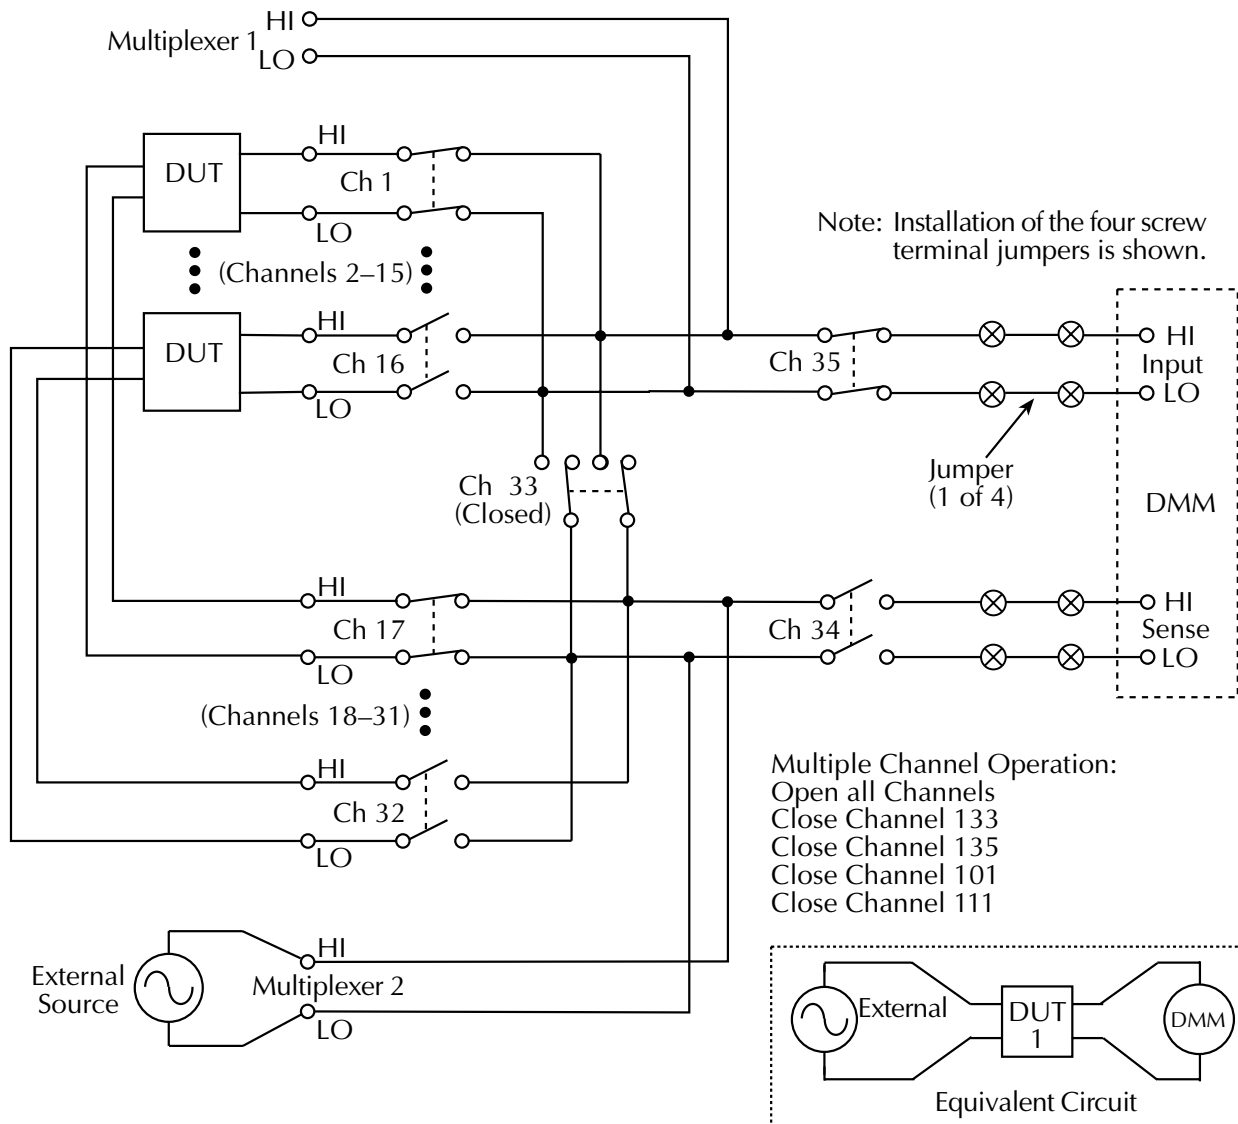 HI
Multiplexer 1
LO
DUT
HI
Ch 1
LO
(Channels 2–15)
Note: Installation of the four screw
terminal jumpers is shown.
DUT
HI
Ch 16
LO
Ch 35
HI
Input
LO
Jumper
(1 of 4)
Ch 33
(Closed)
DMM
HI
Ch 17
LO
Ch 34
HI
Sense
LO
(Channels 18–31)
HI
Ch 32
LO
Multiple Channel Operation:
Open all Channels
Close Channel 133
Close Channel 135
Close Channel 101
Close Channel 111
External
Source
HI
Multiplexer 2
LO
External
DUT
1
DMM
Equivalent Circuit